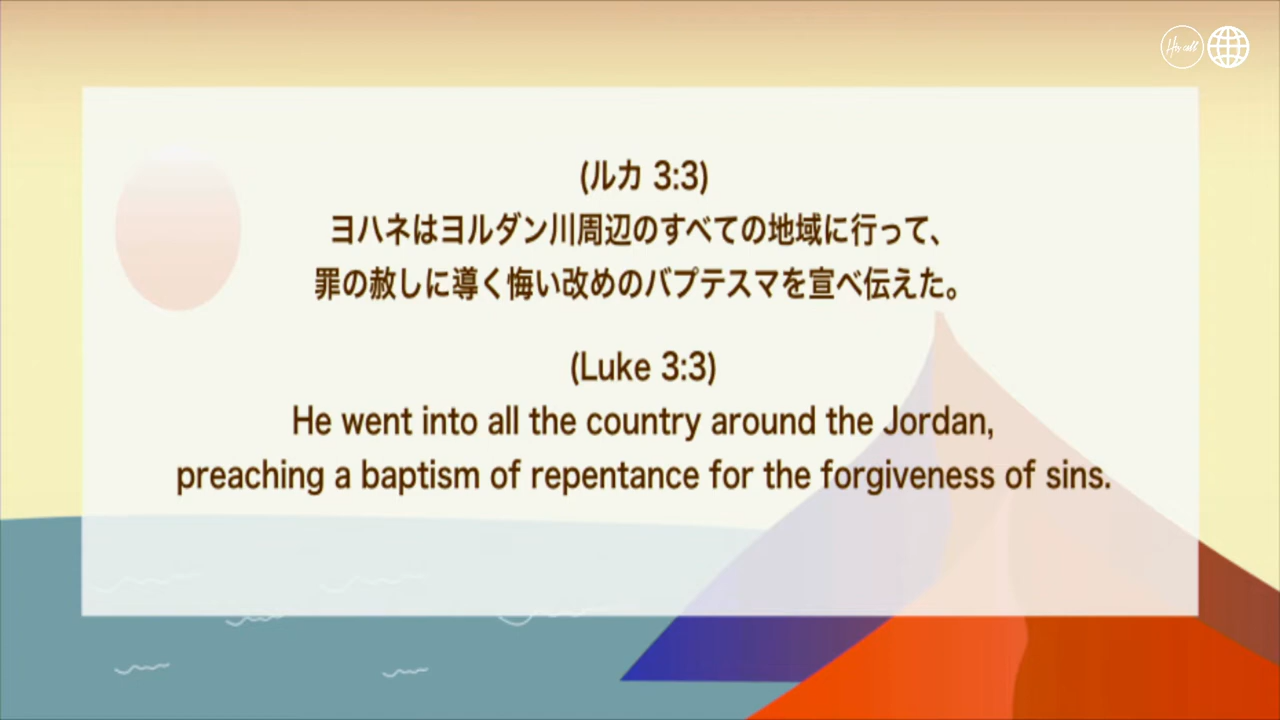 His call
(ルカ 3:3)
ヨハネはヨルダン川周辺のすべての地域に行って、
罪の赦しに導く悔い改めのバプテスマを宣べ伝えた。
(Luke 3:3)
He went into all the country around the Jordan,
preaching a baptism of repentance for the forgiveness of sins.